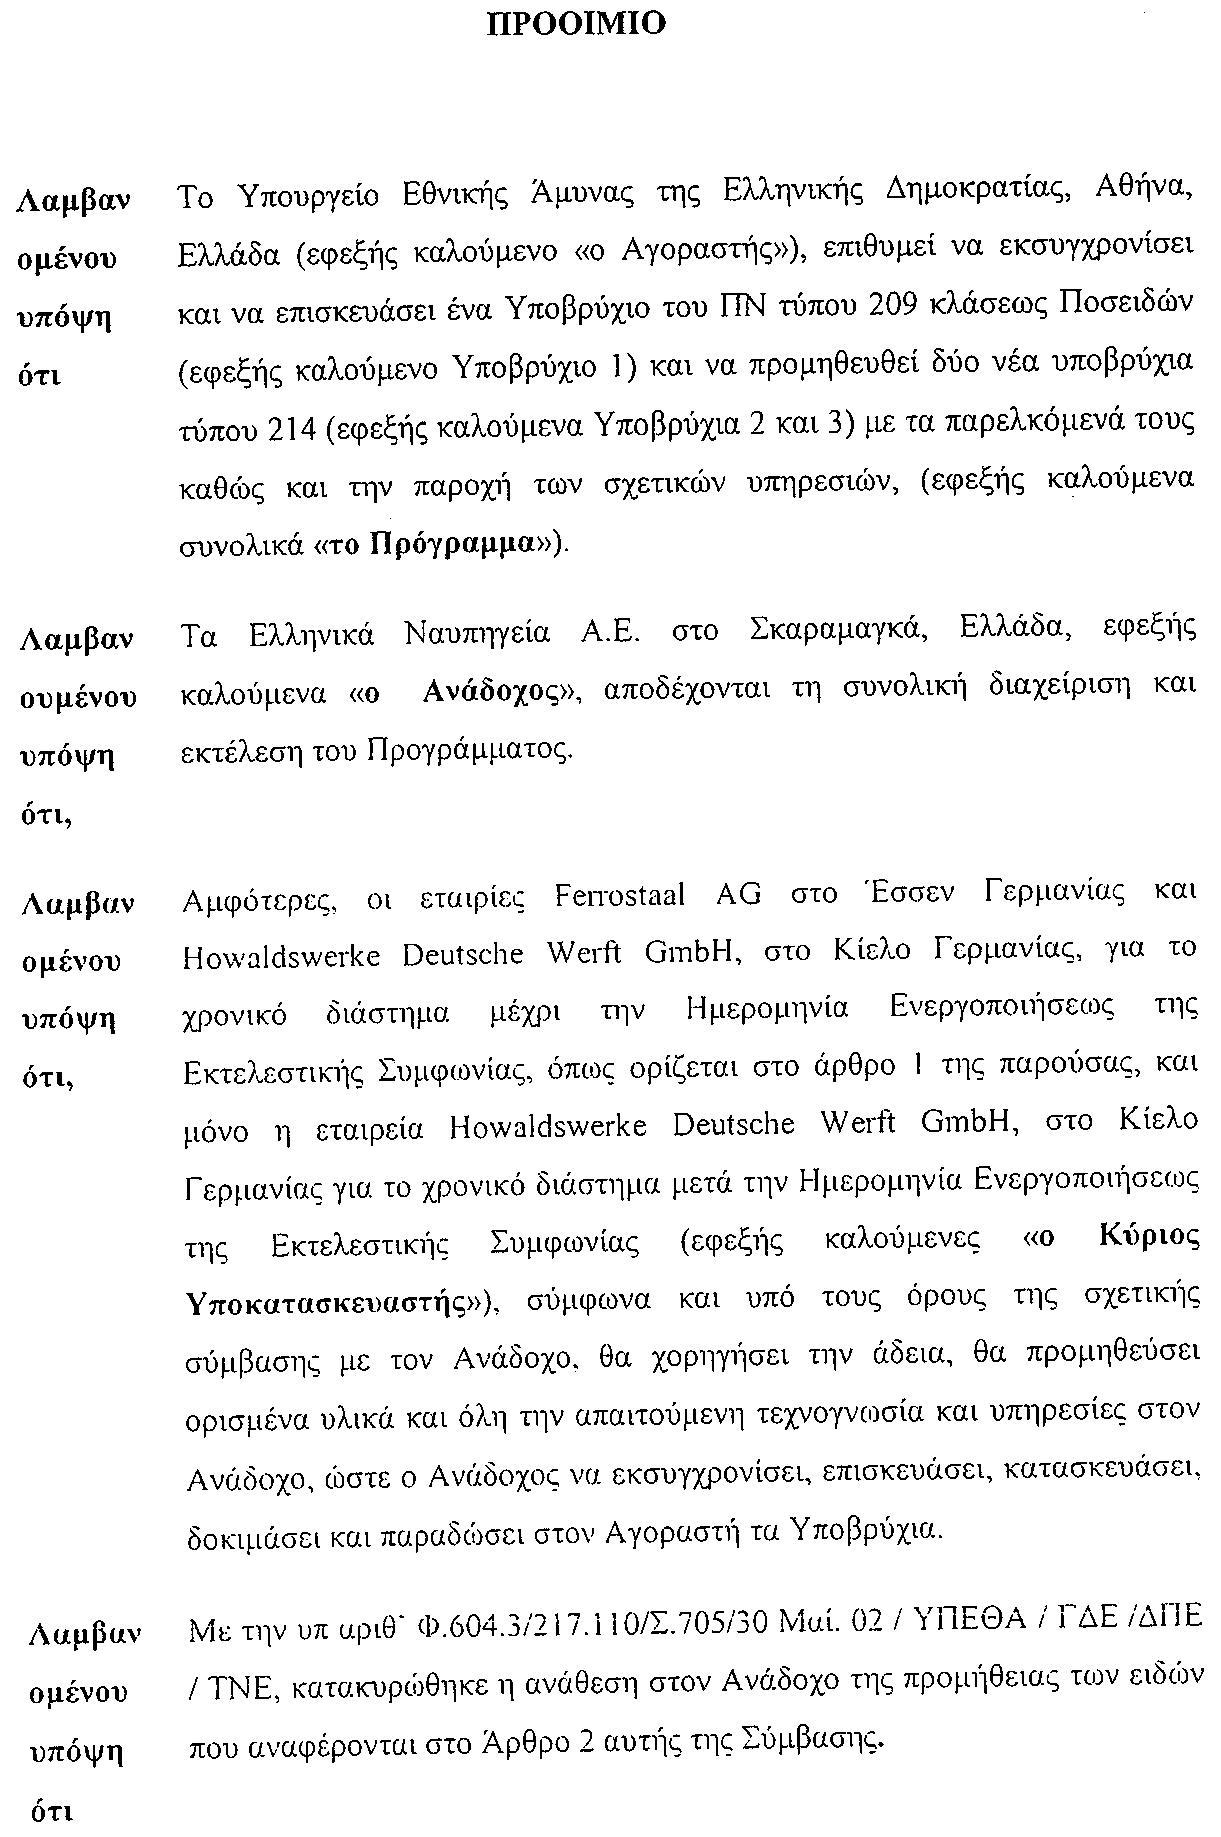 ΠΡΟΟΙΜΙΟ
Λαμβαν Το Υπουργείο Εθνικής Άμυνας της Ελληνικής Δημοκρατίας, Αθήνα,
ομένου Ελλάδα (εφεξής καλούμενο «ο Αγοραστής»), επιθυμεί να εκσυγχρονίσει
υπόψη και να επισκευάσει ένα Υποβρύχιο του ΠΝ τύπου 209 κλάσεως Ποσειδών
ότι (εφεξής καλούμενο Υποβρύχιο 1) και να προμηθευθεί δύο νέα υποβρύχια
τύπου 214 (εφεξής καλούμενα Υποβρύχια 2 και 3) με τα παρελκόμενά τους
καθώς και την παροχή των σχετικών υπηρεσιών, (εφεξής καλούμενα
συνολικά «το Πρόγραμμα»).
Λαμβαν Τα Ελληνικά Ναυπηγεία Α.Ε. στο Σκαραμαγκά, Ελλάδα, εφεξής
ουμένου καλούμενα «ο Ανάδοχος», αποδέχονται τη συνολική διαχείριση και
υπόψη εκτέλεση του Προγράμματος.
ότι,
Λαμβαν Αμφότερες, οι εταιρίες Ferrostaal AG στο Έσσεν Γερμανίας και
ομένου Howaldswerke Deutsche Werft GmbH, στο Κίελο Γερμανίας, για το
υπόψη χρονικό διάστημα μέχρι την Ημερομηνία Ενεργοποιήσεως της
ότι, Εκτελεστικής Συμφωνίας, όπως ορίζεται στο άρθρο 1 της παρούσας, και
μόνο η εταιρεία Howaldswerke Deutsche Werft GmbH, στο Κίελο
Γερμανίας για το χρονικό διάστημα μετά την Ημερομηνία Ενεργοποιήσεως
της Εκτελεστικής Συμφωνίας (εφεξής καλούμενες «ο Κύριος
Υποκατασκευαστής»), σύμφωνα και υπό τους όρους της σχετικής
σύμβασης με τον Ανάδοχο, θα χορηγήσει την άδεια, θα προμηθεύσει
ορισμένα υλικά και όλη την απαιτούμενη τεχνογνωσία και υπηρεσίες στον
Ανάδοχο, ώστε ο Ανάδοχος να εκσυγχρονίσει, επισκευάσει, κατασκευάσει,
δοκιμάσει και παραδώσει στον Αγοραστή τα Υποβρύχια.
Λαμβαν Με την υπ αριθ΄ Φ.604.3/217.110/Σ.705/30 Μαί. 02 / ΥΠΕΘΑ / ΓΔΕ /ΔΠΕ
ομένου / ΤΝΕ, κατακυρώθηκε η ανάθεση στον Ανάδοχο της προμήθειας των ειδών
υπόψη που αναφέρονται στο Άρθρο 2 αυτής της Σύμβασης.
ότι